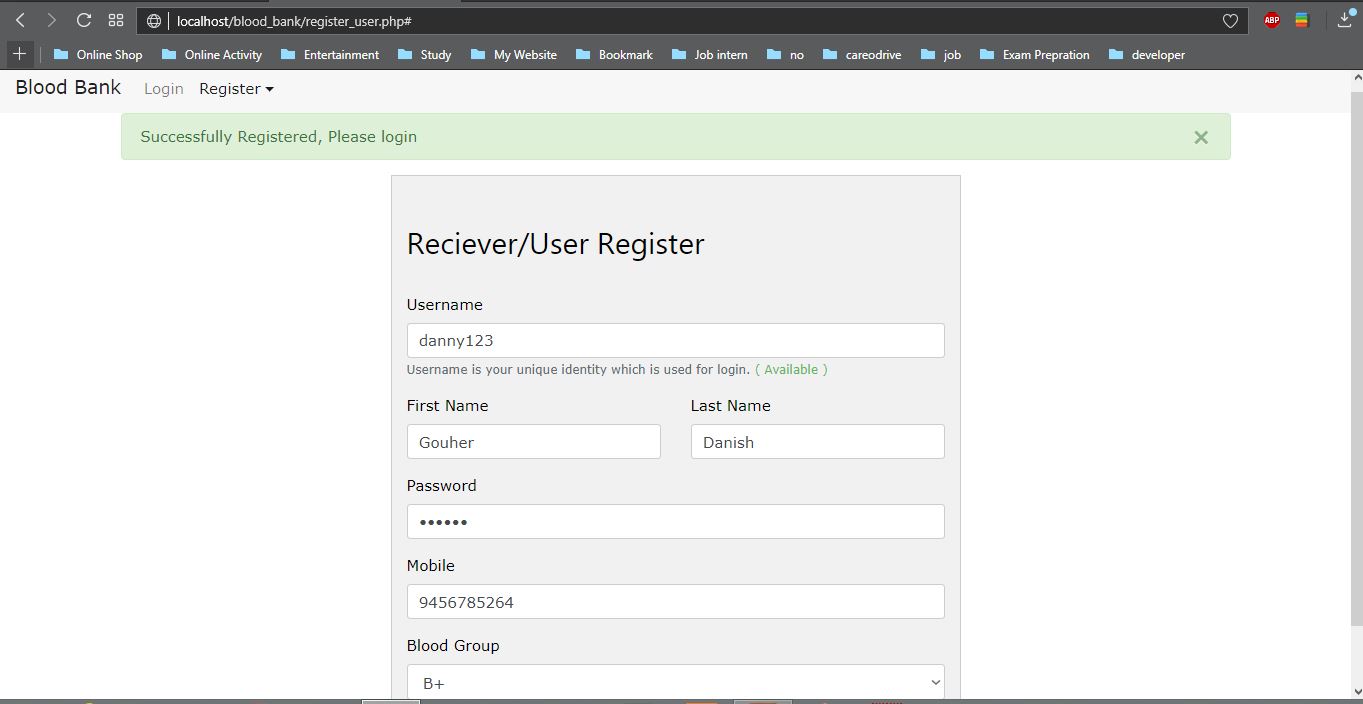 localhost/blood_bank/register_user.php#
ABP
Online Shop Online Activity Entertainment Study My Website Bookmark Job intern no careodrive job Exam Prepration developer
Blood Bank Login Register
Successfully Registered, Please login ×
Reciever/User Register
Username
danny123
Username is your unique identity which is used for login. ( Available )
First Name Last Name
Gouher Danish
Password
••••••
Mobile
9456785264
Blood Group
B+